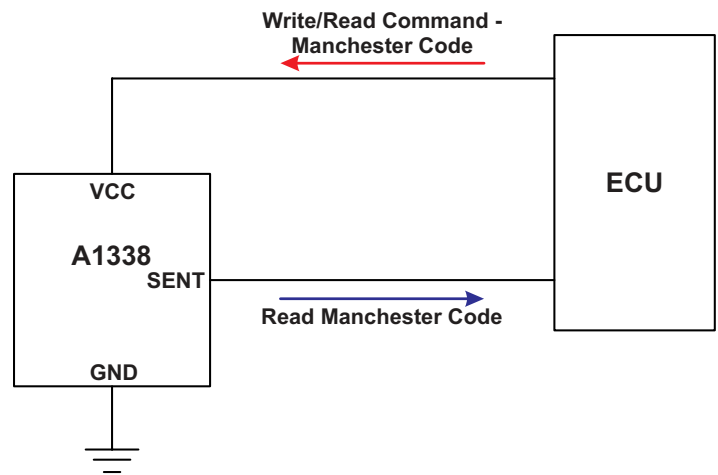 Write/Read Command -
Manchester Code
ECU
VCC
A1338
SENT
Read Manchester Code
GND